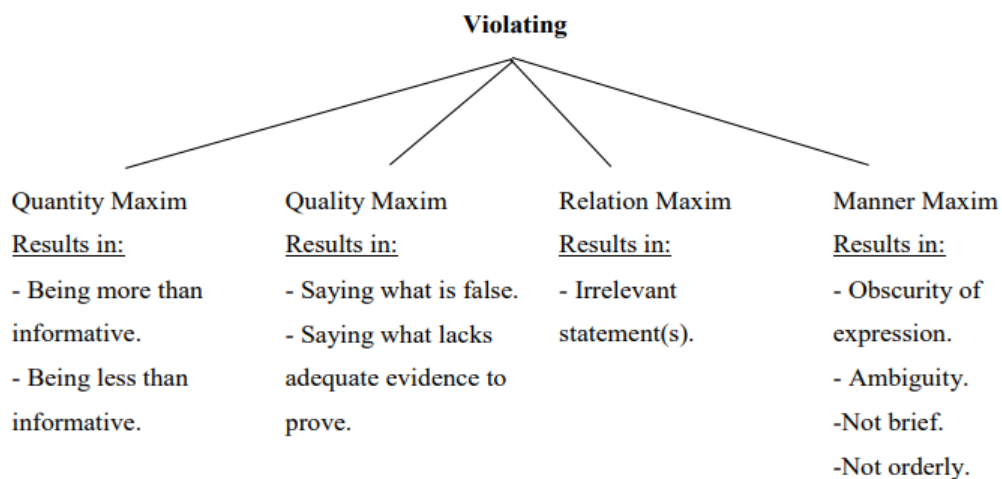 Violating
Quantity Maxim
Results in:
- Being more than
informative.
- Being less than
informative.
Quality Maxim
Results in:
- Saying what is false.
- Saying what lacks
adequate evidence to
prove.
Relation Maxim
Results in:
- Irrelevant
statement(s).
Manner Maxim
Results in:
- Obscurity of
expression.
- Ambiguity.
-Not brief.
-Not orderly.